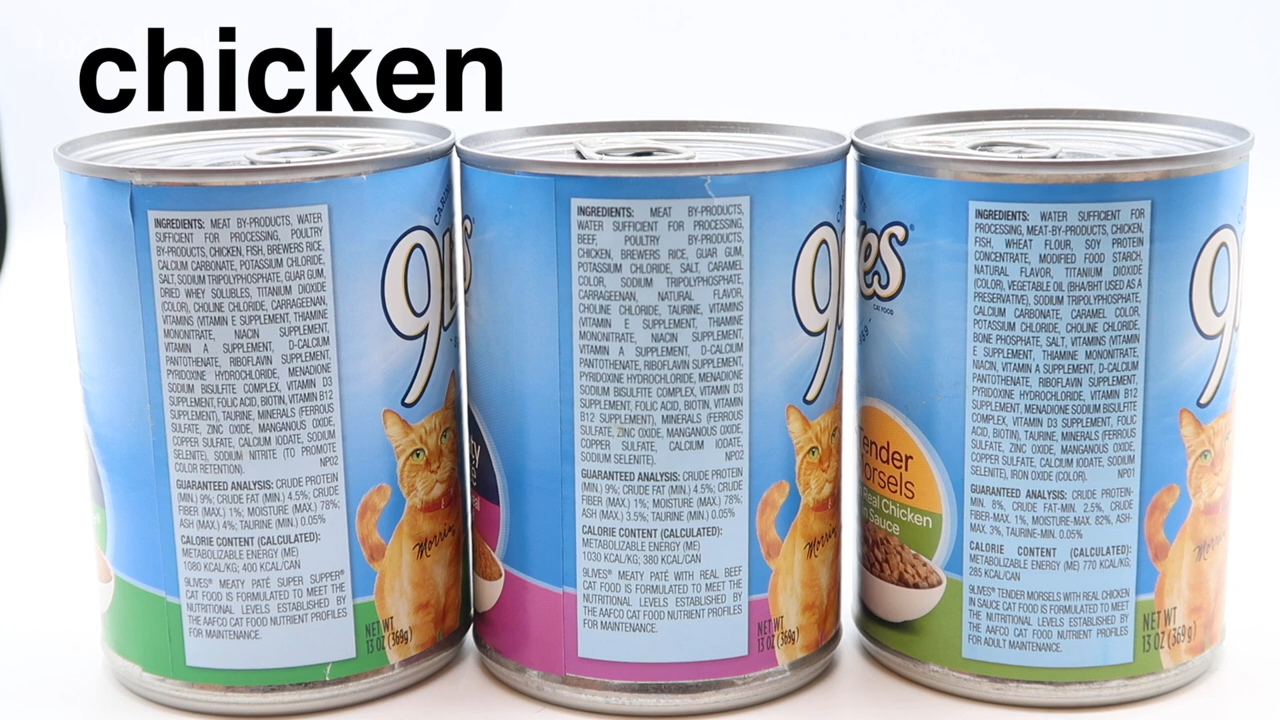 chicken
INGREDIENTS: MEAT BY-PRODUCTS, WATER
SUFFICIENT FOR PROCESSING, POULTRY
BY-PRODUCTS, CHICKEN, FISH, BREWERS RICE,
CALCIUM CARBONATE, POTASSIUM CHLORIDE,
SALT, SODIUM TRIPOLYPHOSPHATE, GUAR GUM,
DRIED WHEY SOLUBLES, TITANIUM DIOXIDE
(COLOR), CHOLINE CHLORIDE, CARRAGEENAN,
VITAMINS (VITAMIN E SUPPLEMENT, THIAMINE
MONONITRATE, NIACIN SUPPLEMENT,
VITAMIN A SUPPLEMENT, D-CALCIUM
PANTOTHENATE, RIBOFLAVIN SUPPLEMENT,
PYRIDOXINE HYDROCHLORIDE, MENADIONE
SODIUM BISULFITE COMPLEX, VITAMIN D3
SUPPLEMENT, FOLIC ACID, BIOTIN, VITAMIN B12
SUPPLEMENT), TAURINE, MINERALS (FERROUS
SULFATE, ZINC OXIDE, MANGANOUS OXIDE,
COPPER SULFATE, CALCIUM IODATE, SODIUM
SELENITE), SODIUM NITRITE (TO PROMOTE
COLOR RETENTION). NP02
GUARANTEED ANALYSIS: CRUDE PROTEIN
(MIN.) 9%; CRUDE FAT (MIN.) 4.5%; CRUDE
FIBER (MAX.) 1%; MOISTURE (MAX.) 78%;
ASH (MAX.) 4%; TAURINE (MIN.) 0.05%
CALORIE CONTENT (CALCULATED):
METABOLIZABLE ENERGY (ME)
1080 KCAL/KG; 400 KCAL/CAN
9LIVES® MEATY PATÉ SUPER SUPPER®
CAT FOOD IS FORMULATED TO MEET THE
NUTRITIONAL LEVELS ESTABLISHED BY
THE AAFCO CAT FOOD NUTRIENT PROFILES
FOR MAINTENANCE.
Morris
NET WT
13 OZ (369g)
INGREDIENTS: MEAT BY-PRODUCTS,
WATER SUFFICIENT FOR PROCESSING,
BEEF, POULTRY BY-PRODUCTS,
CHICKEN, BREWERS RICE, GUAR GUM,
POTASSIUM CHLORIDE, SALT, CARAMEL
COLOR, SODIUM TRIPOLYPHOSPHATE,
CARRAGEENAN, NATURAL FLAVOR,
CHOLINE CHLORIDE, TAURINE, VITAMINS
(VITAMIN E SUPPLEMENT, THIAMINE
MONONITRATE, NIACIN SUPPLEMENT,
VITAMIN A SUPPLEMENT, D-CALCIUM
PANTOTHENATE, RIBOFLAVIN SUPPLEMENT,
PYRIDOXINE HYDROCHLORIDE, MENADIONE
SODIUM BISULFITE COMPLEX, VITAMIN D3
SUPPLEMENT, FOLIC ACID, BIOTIN, VITAMIN
B12 SUPPLEMENT), MINERALS (FERROUS
SULFATE, ZINC OXIDE, MANGANOUS OXIDE,
COPPER SULFATE, CALCIUM IODATE,
SODIUM SELENITE). NP02
GUARANTEED ANALYSIS: CRUDE PROTEIN
(MIN.) 9%; CRUDE FAT (MIN.) 4.5%; CRUDE
FIBER (MAX.) 1%; MOISTURE (MAX.) 78%;
ASH (MAX.) 3.5%; TAURINE (MIN.) 0.05%
CALORIE CONTENT (CALCULATED):
METABOLIZABLE ENERGY (ME)
1030 KCAL/KG; 380 KCAL/CAN
9LIVES® MEATY PATÉ WITH REAL BEEF
CAT FOOD IS FORMULATED TO MEET THE
NUTRITIONAL LEVELS ESTABLISHED BY
THE AAFCO CAT FOOD NUTRIENT PROFILES
FOR MAINTENANCE.
NET WT
13 OZ (369g)
CAT FOOD
Tender
Morsels
Real Chicken
in Sauce
INGREDIENTS: WATER SUFFICIENT FOR
PROCESSING, MEAT-BY-PRODUCTS, CHICKEN,
FISH, WHEAT FLOUR, SOY PROTEIN
CONCENTRATE, MODIFIED FOOD STARCH,
NATURAL FLAVOR, TITANIUM DIOXIDE
(COLOR), VEGETABLE OIL (BHA/BHT USED AS A
PRESERVATIVE), SODIUM TRIPOLYPHOSPHATE,
CALCIUM CARBONATE, CARAMEL COLOR,
POTASSIUM CHLORIDE, CHOLINE CHLORIDE,
BONE PHOSPHATE, SALT, VITAMINS (VITAMIN
E SUPPLEMENT, THIAMINE MONONITRATE,
NIACIN, VITAMIN A SUPPLEMENT, D-CALCIUM
PANTOTHENATE, RIBOFLAVIN SUPPLEMENT,
PYRIDOXINE HYDROCHLORIDE, VITAMIN B12
SUPPLEMENT, MENADIONE SODIUM BISULFITE
COMPLEX, VITAMIN D3 SUPPLEMENT, FOLIC
ACID, BIOTIN), TAURINE, MINERALS (FERROUS
SULFATE, ZINC OXIDE, MANGANOUS OXIDE,
COPPER SULFATE, CALCIUM IODATE, SODIUM
SELENITE), IRON OXIDE (COLOR). NP01
GUARANTEED ANALYSIS: CRUDE PROTEIN-
MIN. 8%, CRUDE FAT-MIN. 2.5%, CRUDE
FIBER-MAX. 1%, MOISTURE-MAX. 82%, ASH-
MAX. 3%, TAURINE-MIN. 0.05%
CALORIE CONTENT (CALCULATED):
METABOLIZABLE ENERGY (ME) 770 KCAL/KG;
285 KCAL/CAN
9LIVES® TENDER MORSELS WITH REAL CHICKEN
IN SAUCE CAT FOOD IS FORMULATED TO MEET
THE NUTRITIONAL LEVELS ESTABLISHED BY
THE AAFCO CAT FOOD NUTRIENT PROFILES
FOR ADULT MAINTENANCE.
NET WT
13 OZ (369g)